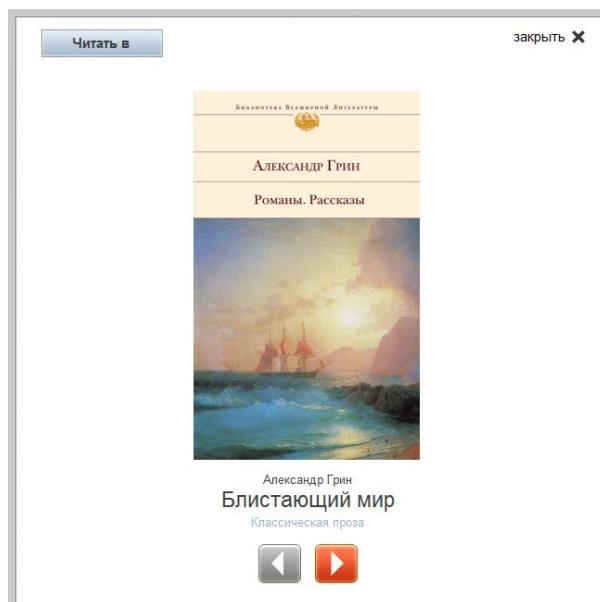 Читать в
закрыть
Библиотека Всемирной Литературы
Александр Грин
Романы. Рассказы
Александр Грин
Блистающий мир
Классическая проза